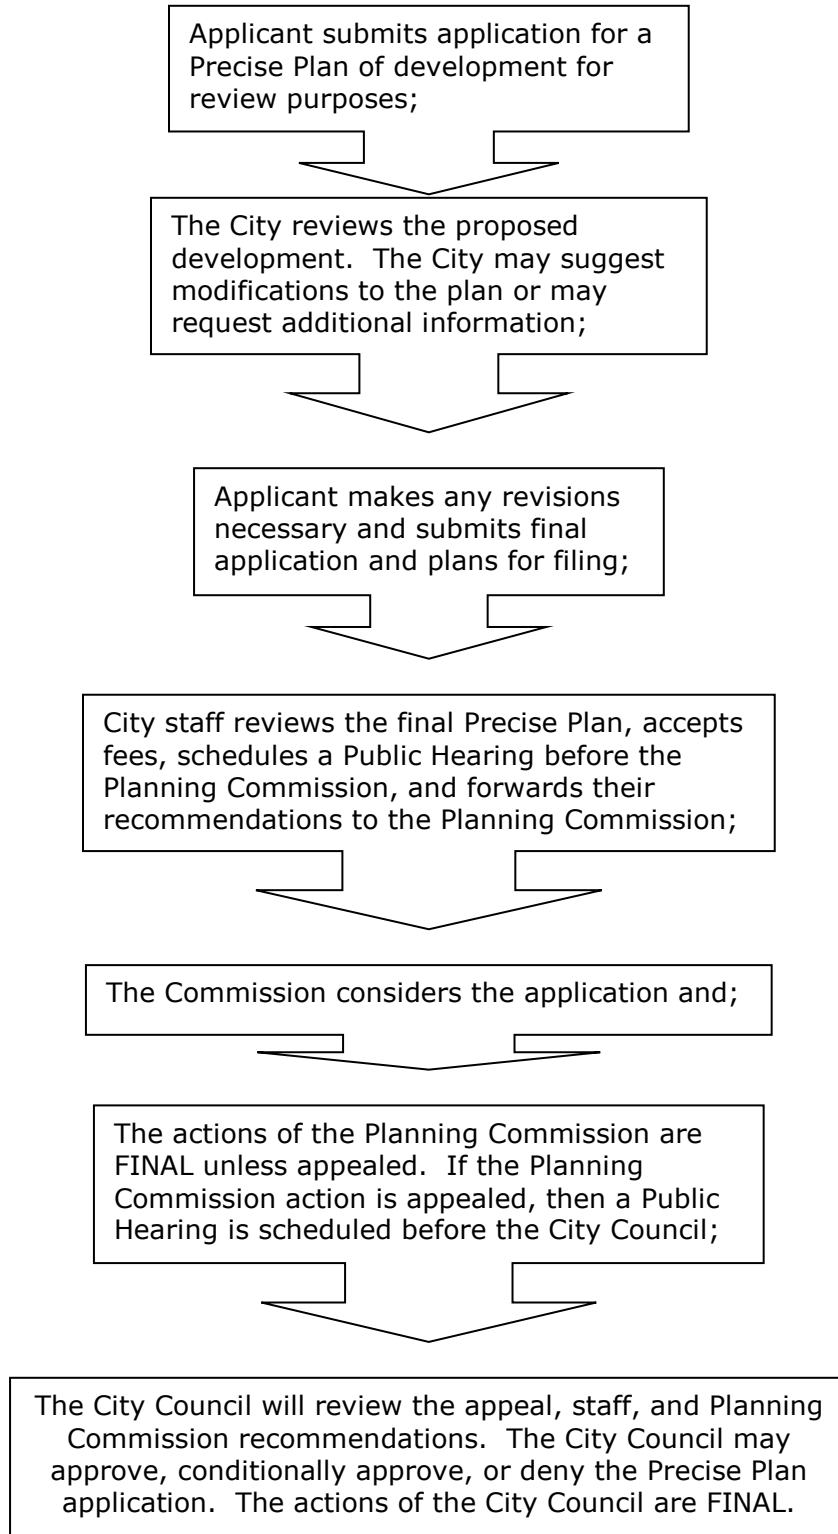 Applicant submits application for a
Precise Plan of development for
review purposes;
The City reviews the proposed
development.  The City may suggest
modifications to the plan or may
request additional information;
Applicant makes any revisions
necessary and submits final
application and plans for filing;
City staff reviews the final Precise Plan, accepts
fees, schedules a Public Hearing before the
Planning Commission, and forwards their
recommendations to the Planning Commission;
The Commission considers the application and;
The actions of the Planning Commission are
FINAL unless appealed.  If the Planning
Commission action is appealed, then a Public
Hearing is scheduled before the City Council;
The City Council will review the appeal, staff, and Planning
Commission recommendations.  The City Council may
approve, conditionally approve, or deny the Precise Plan
application.  The actions of the City Council are FINAL.